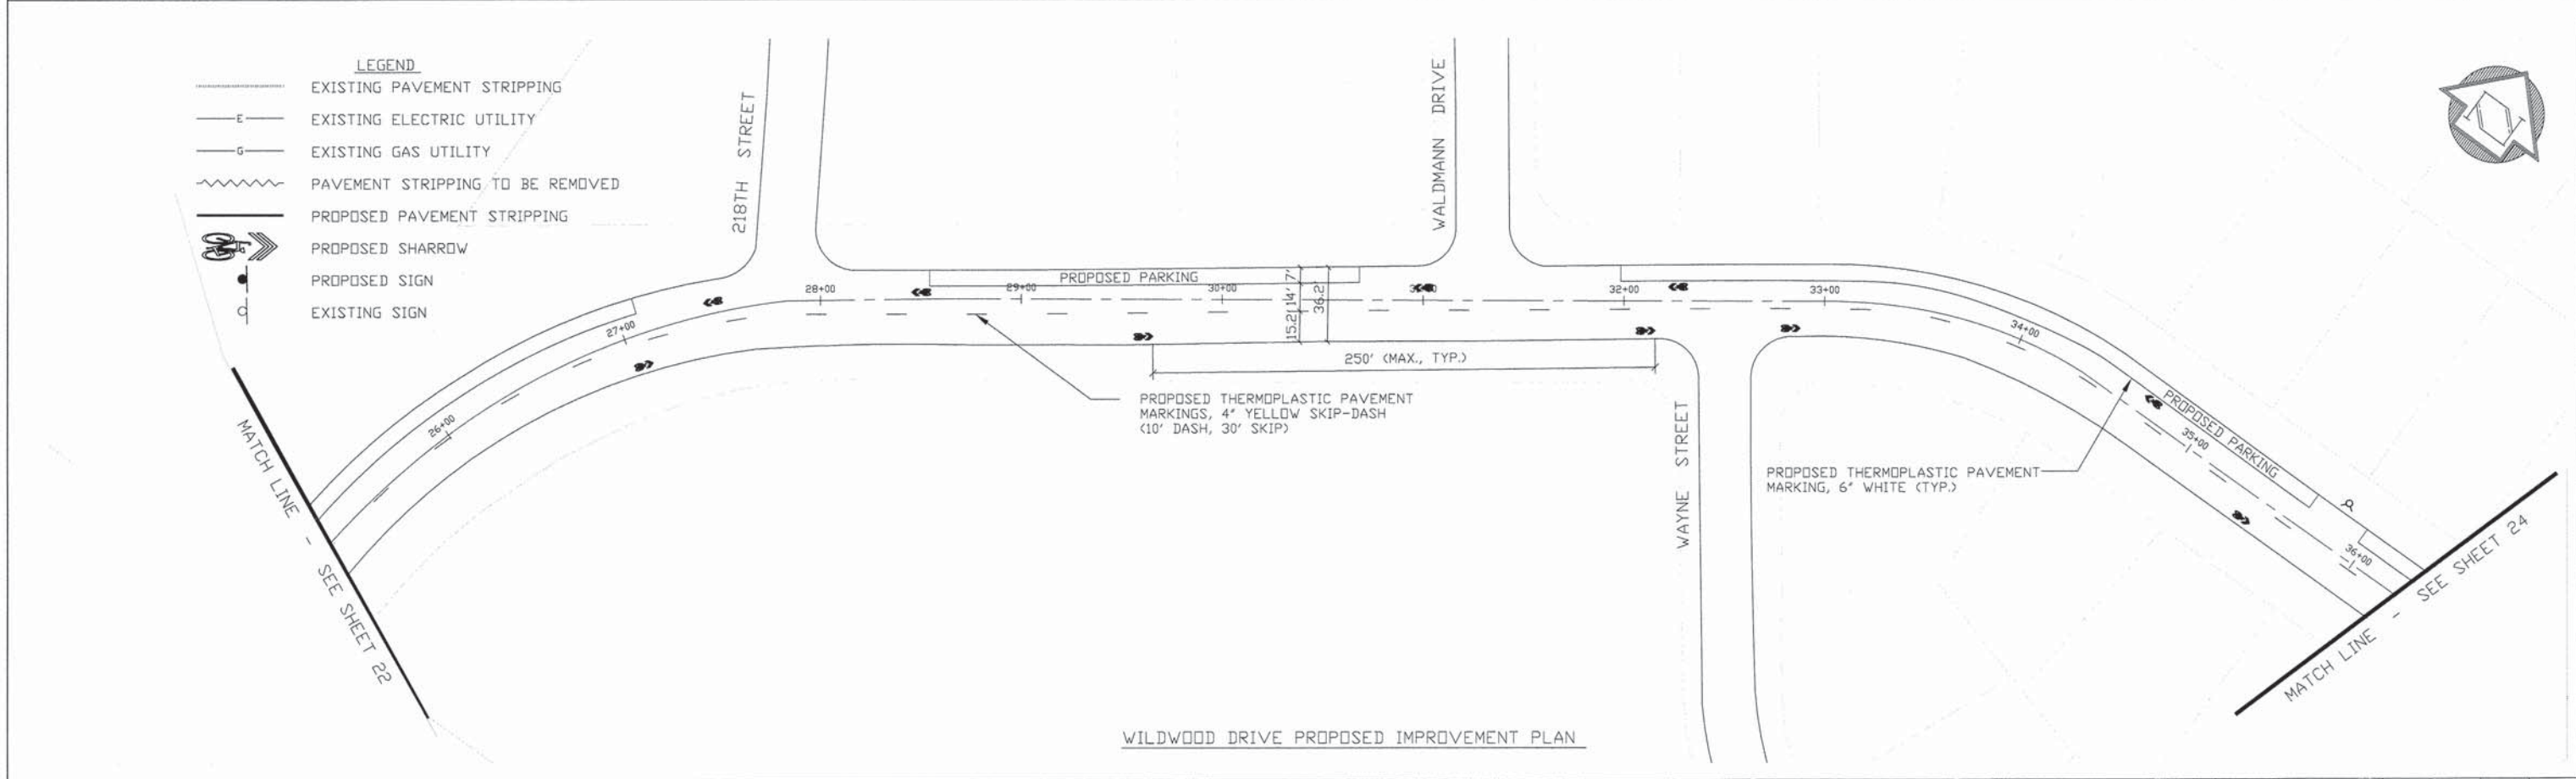 LEGEND
EXISTING PAVEMENT STRIPPING
E
EXISTING ELECTRIC UTILITY
G
EXISTING GAS UTILITY
PAVEMENT STRIPPING TO BE REMOVED
PROPOSED PAVEMENT STRIPPING
PROPOSED SHARROW
PROPOSED SIGN
EXISTING SIGN
218TH STREET
WALDMANN DRIVE
WAYNE STREET
MATCH LINE - SEE SHEET 22
26+00
27+00
28+00
29+00
30+00
32+00
33+00
34+00
35+00
36+00
PROPOSED PARKING
7'
14'
15.2'
36.2'
250' (MAX., TYP.)
PROPOSED THERMOPLASTIC PAVEMENT
MARKINGS, 4" YELLOW SKIP-DASH
(10' DASH, 30' SKIP)
PROPOSED THERMOPLASTIC PAVEMENT
MARKING, 6" WHITE (TYP.)
PROPOSED PARKING
MATCH LINE - SEE SHEET 24
WILDWOOD DRIVE PROPOSED IMPROVEMENT PLAN